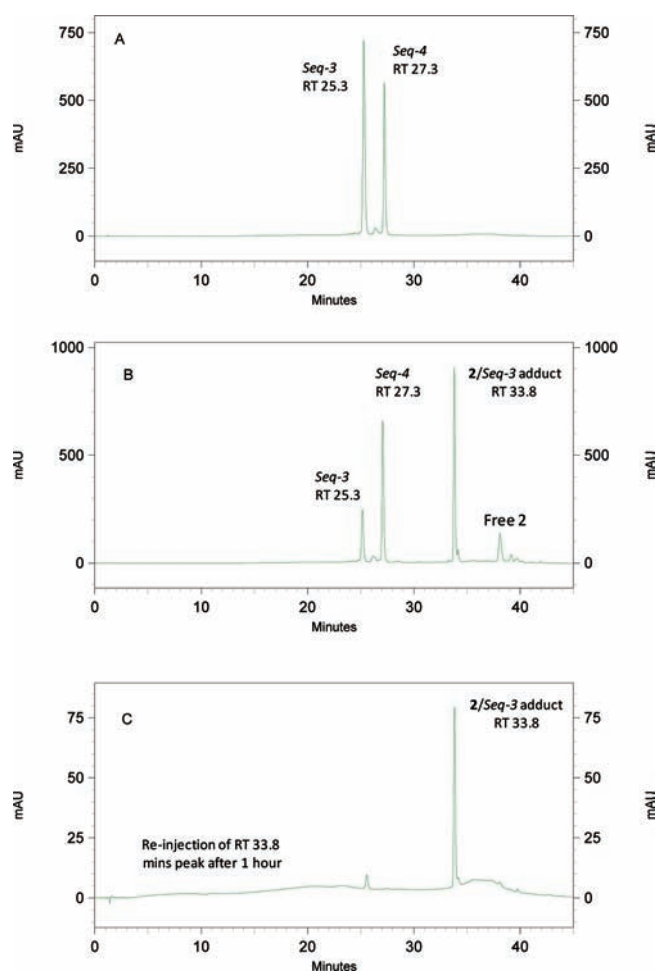 A
Seq-3
RT 25.3
Seq-4
RT 27.3
750
500
250
0
mAU
750
500
250
0
mAU
0
10
20
30
40
Minutes
B
Seq-3
RT 25.3
Seq-4
RT 27.3
2/Seq-3 adduct
RT 33.8
Free 2
1000
500
0
mAU
1000
500
0
mAU
0
10
20
30
40
Minutes
C
Re-injection of RT 33.8
mins peak after 1 hour
2/Seq-3 adduct
RT 33.8
75
50
25
0
mAU
75
50
25
0
mAU
0
10
20
30
40
Minutes